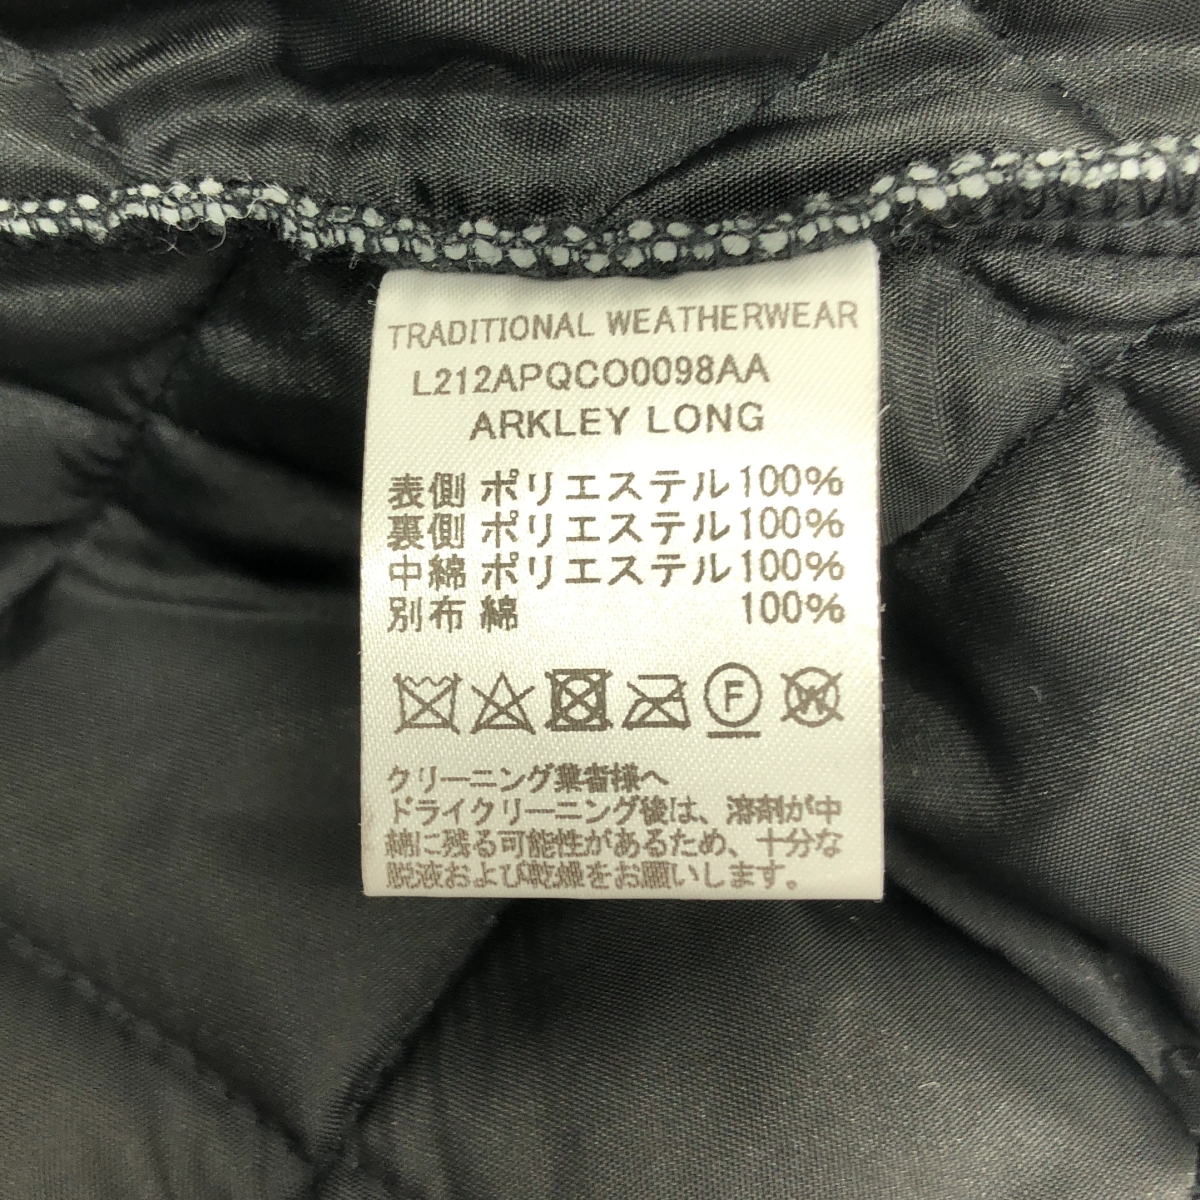 TRADITIONAL WEATHERWEAR
L212APQCO0098AA
ARKLEY LONG
表側 ポリエステル100%
裏側 ポリエステル100%
中綿 ポリエステル100%
別布 綿 100%
F W
クリーニング業者様へ
ドライクリーニング後は、溶剤が中
綿に残る可能性があるため、十分な
脱液および乾燥をお願いします。